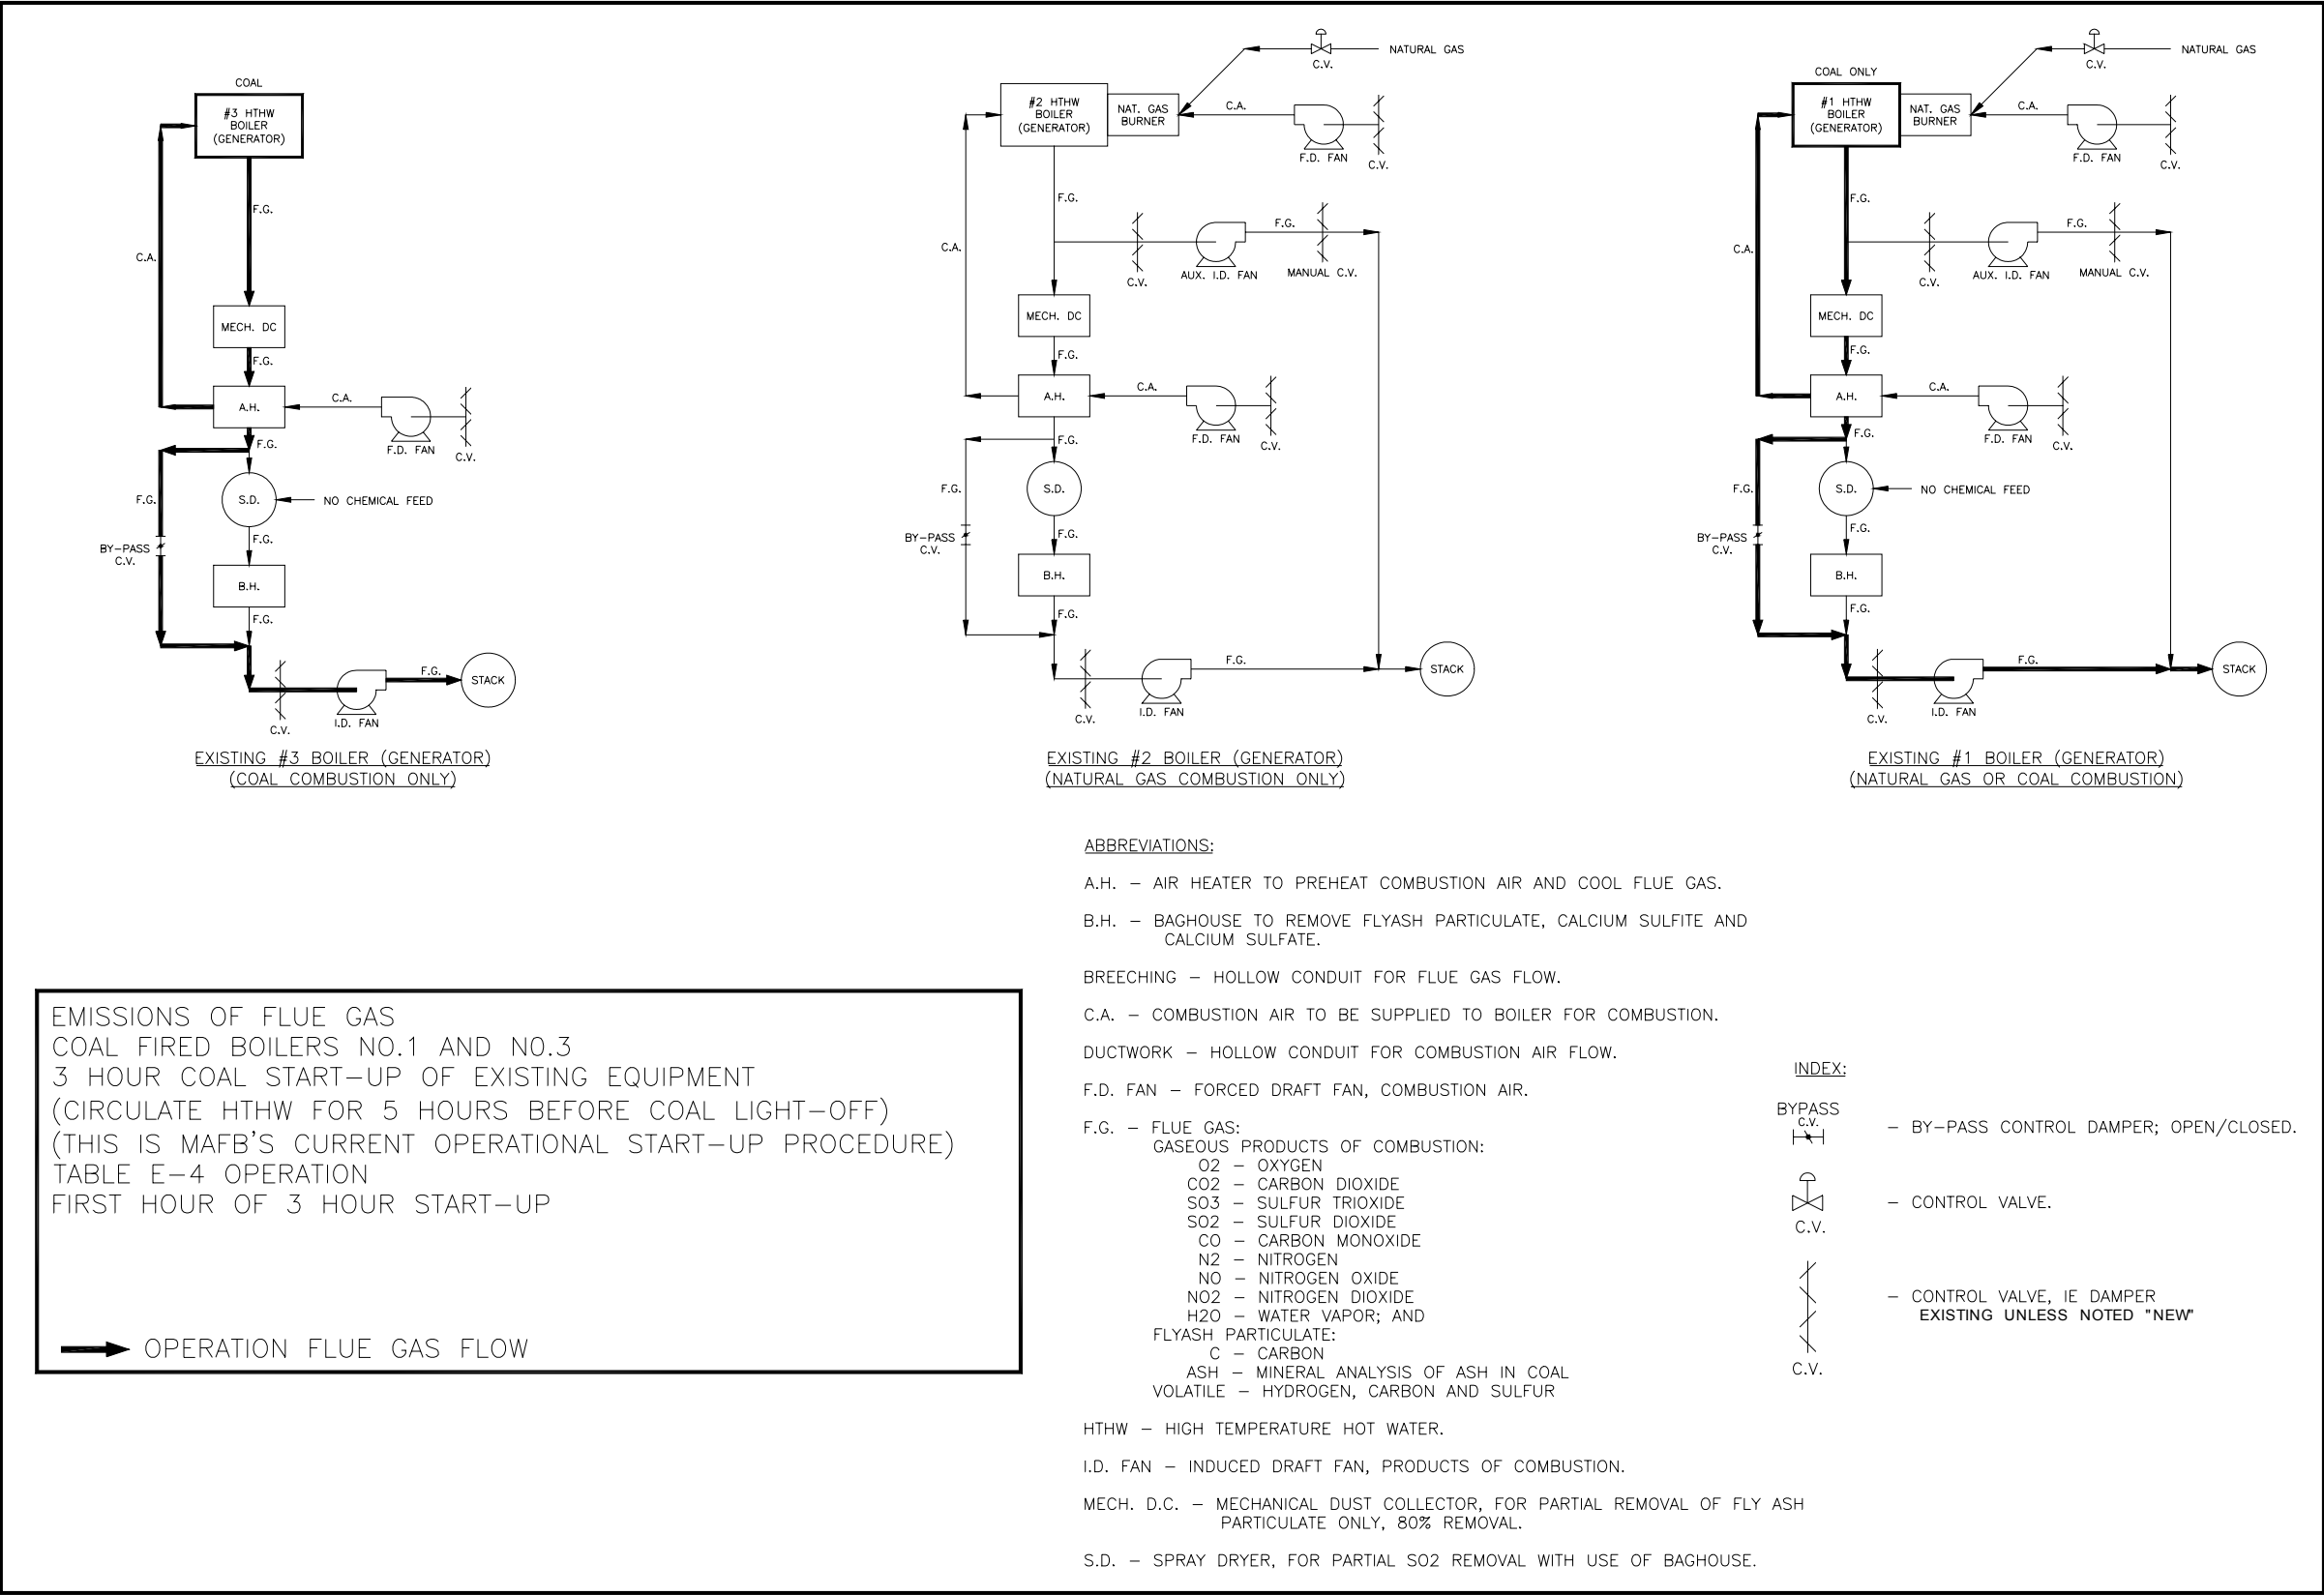 COAL
#3 HTHW
BOILER
(GENERATOR)
F.G.
C.A.
MECH. DC
F.G.
A.H.
C.A.
F.D. FAN
C.V.
F.G.
F.G.
S.D.
NO CHEMICAL FEED
F.G.
BY-PASS
C.V.
B.H.
F.G.
F.G.
STACK
I.D. FAN
C.V.
EXISTING #3 BOILER (GENERATOR)
(COAL COMBUSTION ONLY)
NATURAL GAS
C.V.
#2 HTHW
BOILER
(GENERATOR)
NAT. GAS
BURNER
C.A.
F.D. FAN
C.V.
F.G.
F.G.
C.A.
C.V.
AUX. I.D. FAN
MANUAL C.V.
MECH. DC
F.G.
A.H.
C.A.
F.D. FAN
C.V.
F.G.
F.G.
S.D.
F.G.
BY-PASS
C.V.
B.H.
F.G.
F.G.
STACK
I.D. FAN
C.V.
EXISTING #2 BOILER (GENERATOR)
(NATURAL GAS COMBUSTION ONLY)
NATURAL GAS
C.V.
COAL ONLY
#1 HTHW
BOILER
(GENERATOR)
NAT. GAS
BURNER
C.A.
F.D. FAN
C.V.
F.G.
F.G.
C.A.
C.V.
AUX. I.D. FAN
MANUAL C.V.
MECH. DC
F.G.
A.H.
C.A.
F.D. FAN
C.V.
F.G.
F.G.
S.D.
NO CHEMICAL FEED
F.G.
BY-PASS
C.V.
B.H.
F.G.
F.G.
STACK
I.D. FAN
C.V.
EXISTING #1 BOILER (GENERATOR)
(NATURAL GAS OR COAL COMBUSTION)
EMISSIONS OF FLUE GAS
COAL FIRED BOILERS NO.1 AND NO.3
3 HOUR COAL START-UP OF EXISTING EQUIPMENT
(CIRCULATE HTHW FOR 5 HOURS BEFORE COAL LIGHT-OFF)
(THIS IS MAFB'S CURRENT OPERATIONAL START-UP PROCEDURE)
TABLE E-4 OPERATION
FIRST HOUR OF 3 HOUR START-UP
OPERATION FLUE GAS FLOW
ABBREVIATIONS:
A.H. - AIR HEATER TO PREHEAT COMBUSTION AIR AND COOL FLUE GAS.
B.H. - BAGHOUSE TO REMOVE FLYASH PARTICULATE, CALCIUM SULFITE AND
CALCIUM SULFATE.
BREECHING - HOLLOW CONDUIT FOR FLUE GAS FLOW.
C.A. - COMBUSTION AIR TO BE SUPPLIED TO BOILER FOR COMBUSTION.
DUCTWORK - HOLLOW CONDUIT FOR COMBUSTION AIR FLOW.
F.D. FAN - FORCED DRAFT FAN, COMBUSTION AIR.
F.G. - FLUE GAS:
GASEOUS PRODUCTS OF COMBUSTION:
O2 - OXYGEN
CO2 - CARBON DIOXIDE
SO3 - SULFUR TRIOXIDE
SO2 - SULFUR DIOXIDE
CO - CARBON MONOXIDE
N2 - NITROGEN
NO - NITROGEN OXIDE
NO2 - NITROGEN DIOXIDE
H2O - WATER VAPOR; AND
FLYASH PARTICULATE:
C - CARBON
ASH - MINERAL ANALYSIS OF ASH IN COAL
VOLATILE - HYDROGEN, CARBON AND SULFUR
HTHW - HIGH TEMPERATURE HOT WATER.
I.D. FAN - INDUCED DRAFT FAN, PRODUCTS OF COMBUSTION.
MECH. D.C. - MECHANICAL DUST COLLECTOR, FOR PARTIAL REMOVAL OF FLY ASH
PARTICULATE ONLY, 80% REMOVAL.
S.D. - SPRAY DRYER, FOR PARTIAL SO2 REMOVAL WITH USE OF BAGHOUSE.
INDEX:
BYPASS
C.V.
- BY-PASS CONTROL DAMPER; OPEN/CLOSED.
- CONTROL VALVE.
C.V.
- CONTROL VALVE, IE DAMPER
EXISTING UNLESS NOTED "NEW"
C.V.